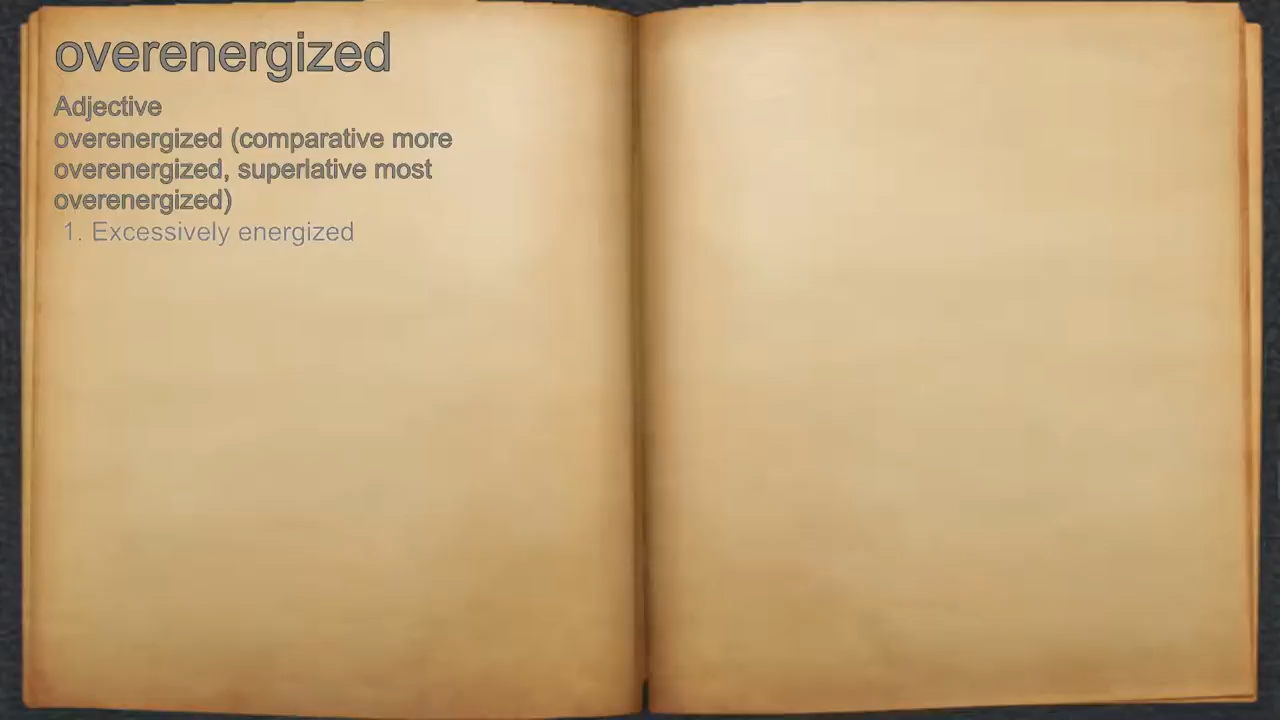 overenergized
Adjective
overenergized (comparative more
overenergized, superlative most
overenergized)
1. Excessively energized